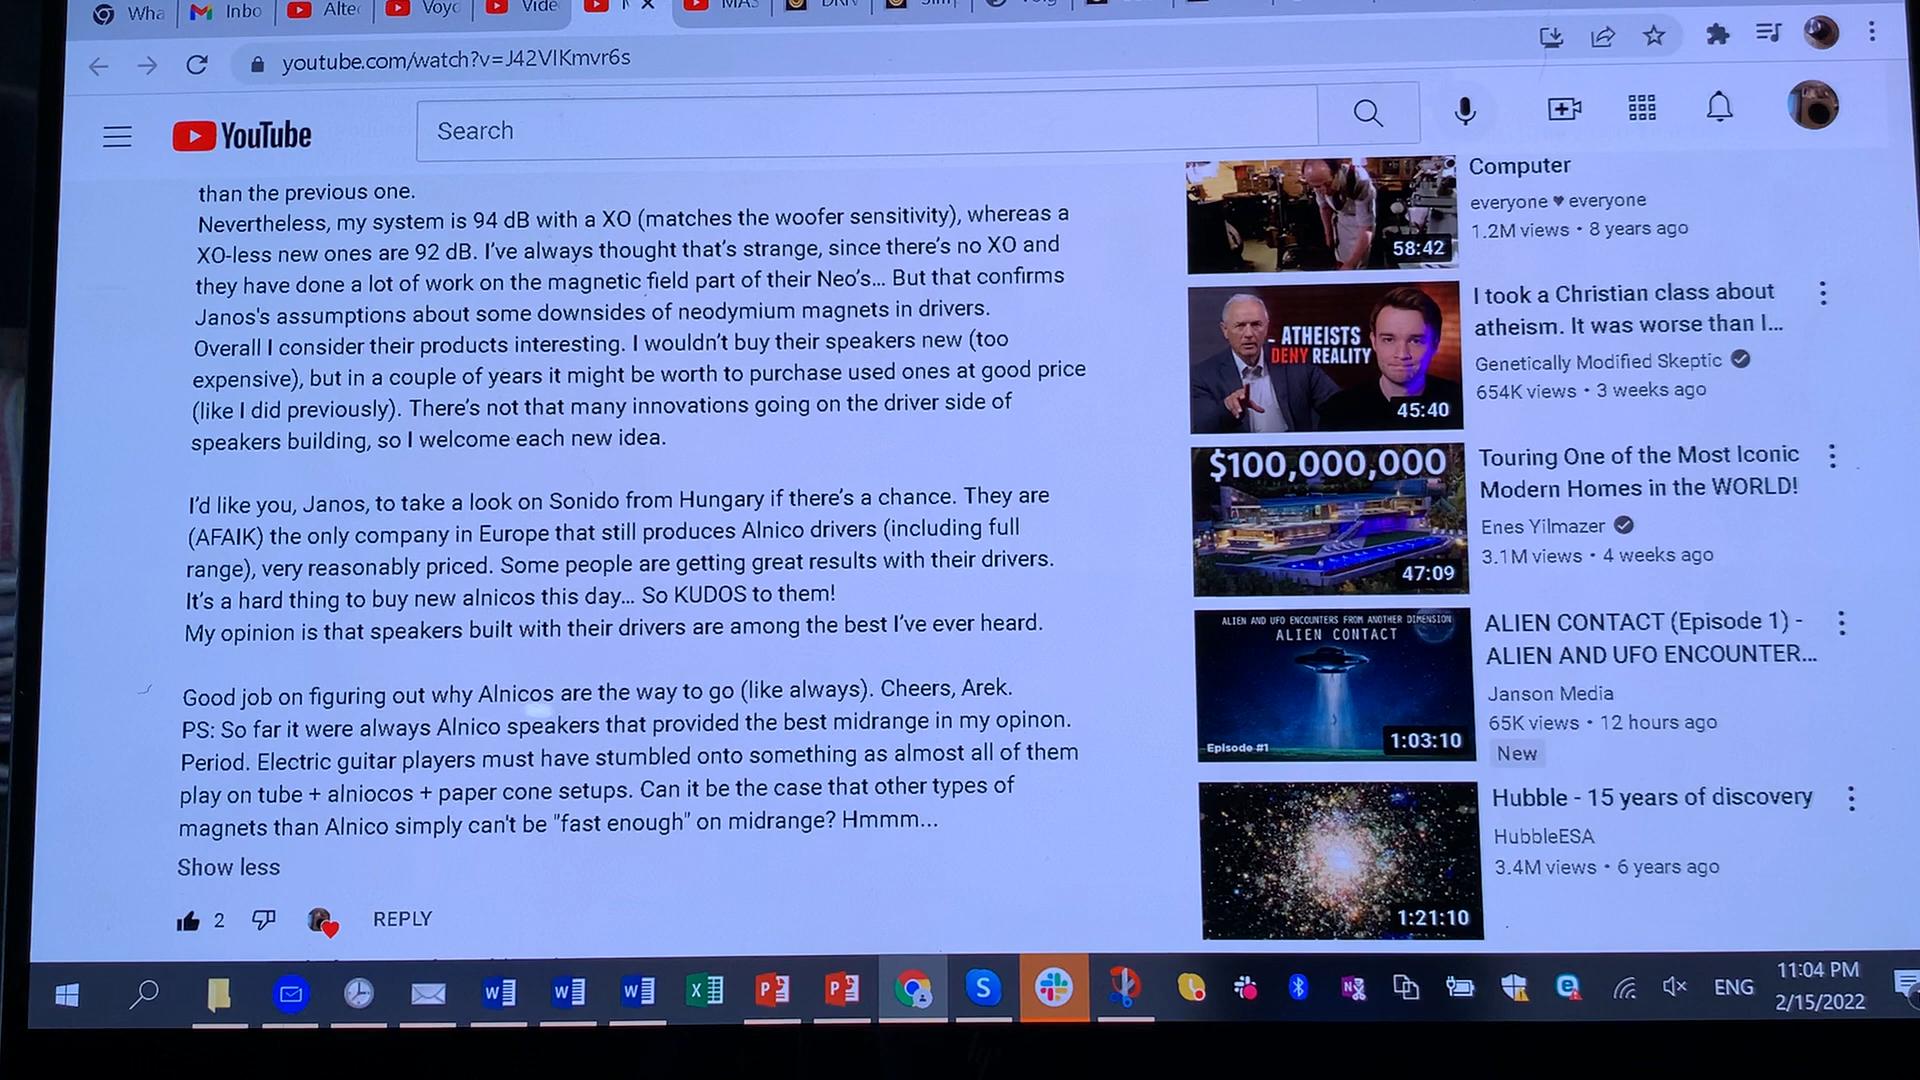 Wha
Inbo
Alte
Voyo
Vide
youtube.com/watch?v=J42VIKmvr6s
YouTube
Search
than the previous one.
Nevertheless, my system is 94 dB with a XO (matches the woofer sensitivity), whereas a
XO-less new ones are 92 dB. I've always thought that's strange, since there's no XO and
they have done a lot of work on the magnetic field part of their Neo's... But that confirms
Janos's assumptions about some downsides of neodymium magnets in drivers.
Overall I consider their products interesting. I wouldn't buy their speakers new (too
expensive), but in a couple of years it might be worth to purchase used ones at good price
(like I did previously). There's not that many innovations going on the driver side of
speakers building, so I welcome each new idea.
I'd like you, Janos, to take a look on Sonido from Hungary if there's a chance. They are
(AFAIK) the only company in Europe that still produces Alnico drivers (including full
range), very reasonably priced. Some people are getting great results with their drivers.
It's a hard thing to buy new alnicos this day... So KUDOS to them!
My opinion is that speakers built with their drivers are among the best I've ever heard.
Good job on figuring out why Alnicos are the way to go (like always). Cheers, Arek.
PS: So far it were always Alnico speakers that provided the best midrange in my opinon.
Period. Electric guitar players must have stumbled onto something as almost all of them
play on tube + alniocos + paper cone setups. Can it be the case that other types of
magnets than Alnico simply can't be "fast enough" on midrange? Hmmm...
Show less
2
REPLY
58:42
Computer
everyone ♥ everyone
1.2M views • 8 years ago
ATHEISTS
DENY REALITY
45:40
I took a Christian class about
atheism. It was worse than I...
Genetically Modified Skeptic
654K views • 3 weeks ago
$100,000,000
47:09
Touring One of the Most Iconic
Modern Homes in the WORLD!
Enes Yilmazer
3.1M views • 4 weeks ago
ALIEN AND UFO ENCOUNTERS FROM ANOTHER DIMENSION
ALIEN CONTACT
Episode #1
1:03:10
ALIEN CONTACT (Episode 1) -
ALIEN AND UFO ENCOUNTER...
Janson Media
65K views • 12 hours ago
New
1:21:10
Hubble - 15 years of discovery
HubbleESA
3.4M views • 6 years ago
ENG
11:04 PM
2/15/2022